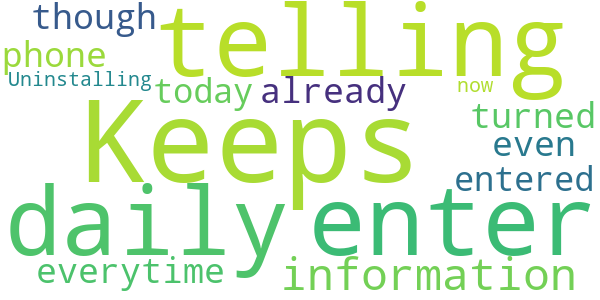 though telling
phone
Uninstalling today already now
Keeps turned
even
entered
daily enter
everytime information